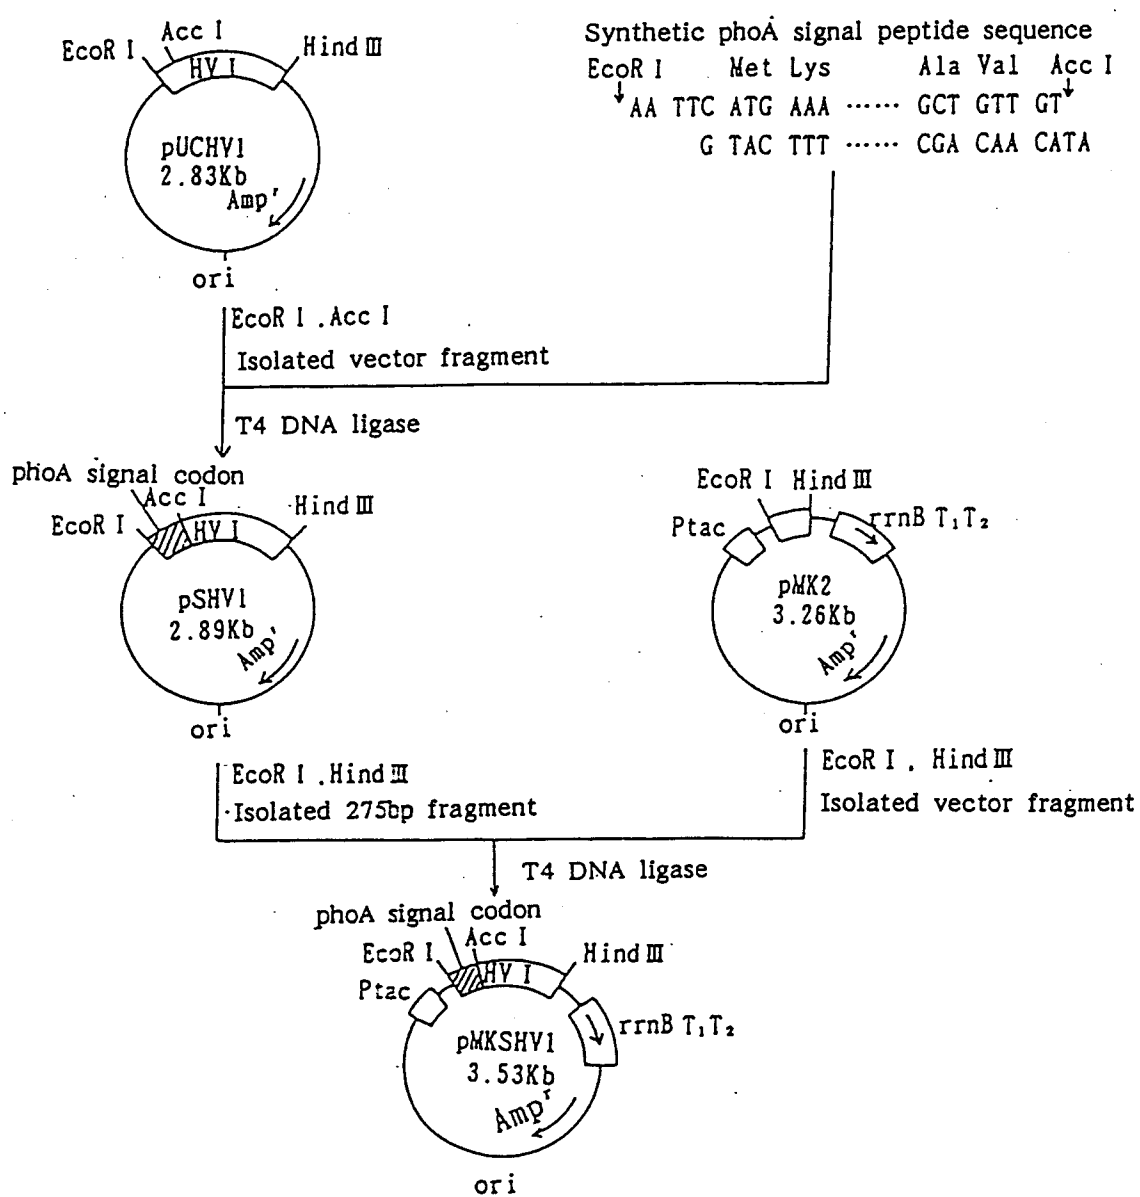 Acc I
EcoR I
Hind III
HV I
pUCHV1
2.83Kb
Ampʳ
ori
Synthetic phoA signal peptide sequence
EcoR I Met Lys Ala Val Acc I
AA TTC ATG AAA ...... GCT GTT GT
G TAC TTT ...... CGA CAA CATA
EcoR I . Acc I
Isolated vector fragment
T4 DNA ligase
phoA signal codon
Acc I
EcoR I
HV I
Hind III
pSHV1
2.89Kb
Ampʳ
ori
EcoR I Hind III
Ptac
rrnB T₁T₂
pMK2
3.26Kb
Ampʳ
ori
EcoR I . Hind III
Isolated 275bp fragment
EcoR I . Hind III
Isolated vector fragment
T4 DNA ligase
phoA signal codon
Acc I
EcoR I
HV I
Hind III
Ptac
rrnB T₁T₂
pMKSHV1
3.53Kb
Ampʳ
ori